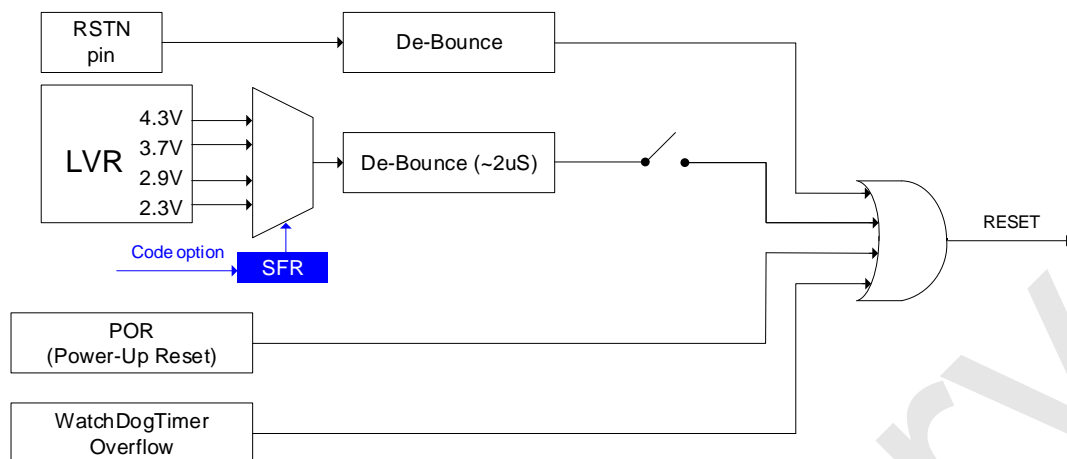 RSTN
pin
De-Bounce
LVR
4.3V
3.7V
2.9V
2.3V
De-Bounce (~2uS)
Code option
SFR
RESET
POR
(Power-Up Reset)
WatchDogTimer
Overflow